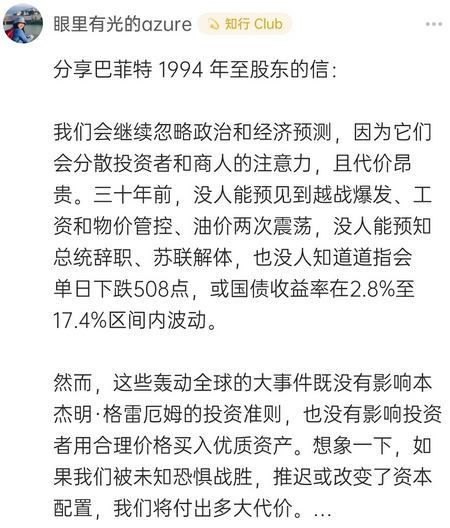 眼里有光的azure 知行 Club
分享巴菲特 1994 年至股东的信：
我们会继续忽略政治和经济预测，因为它们
会分散投资者和商人的注意力，且代价昂
贵。三十年前，没人能预见到越战爆发、工
资和物价管控、油价两次震荡，没人能预知
总统辞职、苏联解体，也没人知道道指会
单日下跌508点，或国债收益率在2.8%至
17.4%区间内波动。
然而，这些轰动全球的大事件既没有影响本
杰明·格雷厄姆的投资准则，也没有影响投资
者用合理价格买入优质资产。想象一下，如
果我们被未知恐惧战胜，推迟或改变了资本
配置，我们将付出多大代价。...